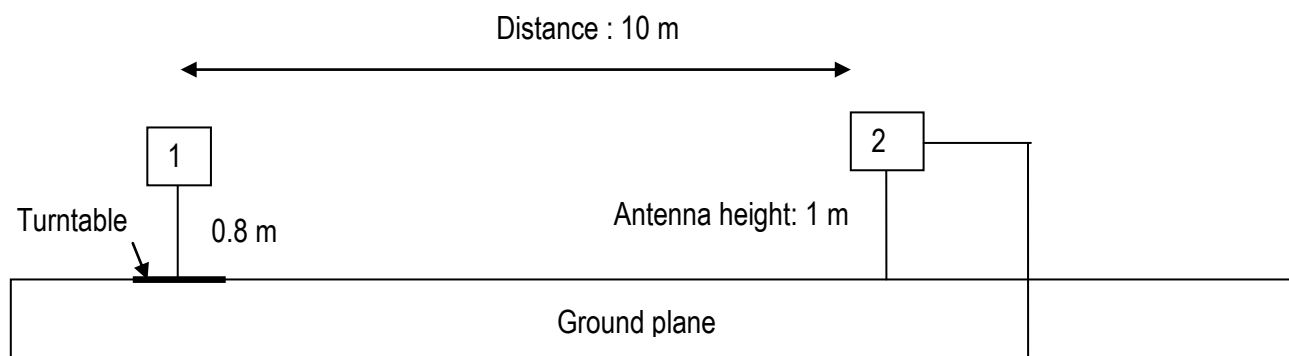 Distance : 10 m
1
2
Turntable
0.8 m
Antenna height: 1 m
Ground plane